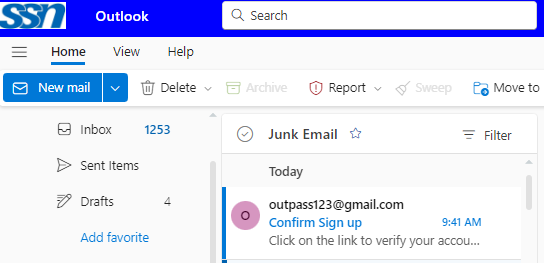 ssn Outlook Search
Home View Help
New mail Delete Archive Report Sweep Move to
Inbox 1253
Sent Items
Drafts 4
Add favorite
Junk Email Filter
Today
O outpass123@gmail.com
Confirm Sign up 9:41 AM
Click on the link to verify your accou...